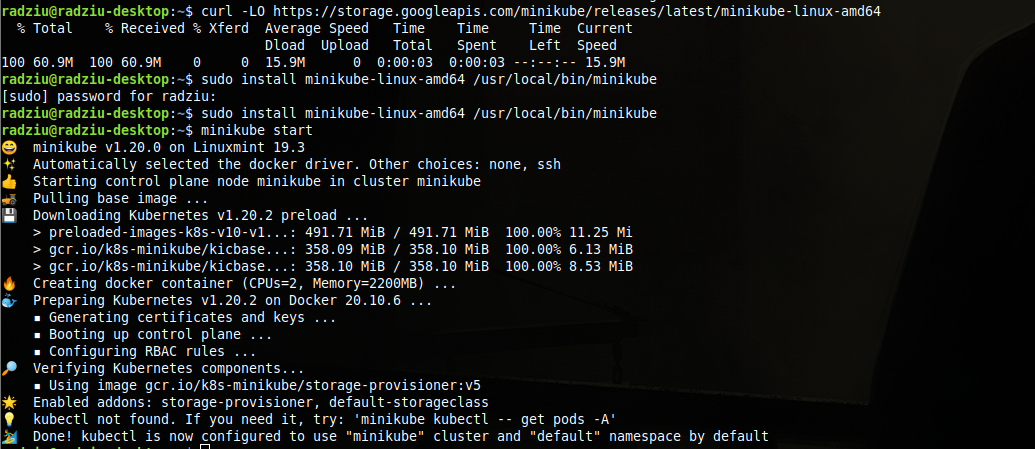 radziu@radziu-desktop:~$ curl -LO https://storage.googleapis.com/minikube/releases/latest/minikube-linux-amd64
  % Total    % Received % Xferd  Average Speed   Time    Time     Time  Current
                                 Dload  Upload   Total   Spent    Left  Speed
100 60.9M  100 60.9M    0     0  15.9M      0  0:00:03  0:00:03 --:--:-- 15.9M
radziu@radziu-desktop:~$ sudo install minikube-linux-amd64 /usr/local/bin/minikube
[sudo] password for radziu:
radziu@radziu-desktop:~$ sudo install minikube-linux-amd64 /usr/local/bin/minikube
radziu@radziu-desktop:~$ minikube start
😄  minikube v1.20.0 on Linuxmint 19.3
✨  Automatically selected the docker driver. Other choices: none, ssh
👍  Starting control plane node minikube in cluster minikube
🚜  Pulling base image ...
💾  Downloading Kubernetes v1.20.2 preload ...
    > preloaded-images-k8s-v10-v1...: 491.71 MiB / 491.71 MiB  100.00% 11.25 Mi
    > gcr.io/k8s-minikube/kicbase...: 358.09 MiB / 358.10 MiB  100.00% 6.13 MiB
    > gcr.io/k8s-minikube/kicbase...: 358.10 MiB / 358.10 MiB  100.00% 8.53 MiB
🔥  Creating docker container (CPUs=2, Memory=2200MB) ...
🐳  Preparing Kubernetes v1.20.2 on Docker 20.10.6 ...
    ▪ Generating certificates and keys ...
    ▪ Booting up control plane ...
    ▪ Configuring RBAC rules ...
🔎  Verifying Kubernetes components...
    ▪ Using image gcr.io/k8s-minikube/storage-provisioner:v5
🌟  Enabled addons: storage-provisioner, default-storageclass
💡  kubectl not found. If you need it, try: 'minikube kubectl -- get pods -A'
🏄  Done! kubectl is now configured to use "minikube" cluster and "default" namespace by default
radziu@radziu-desktop:~$